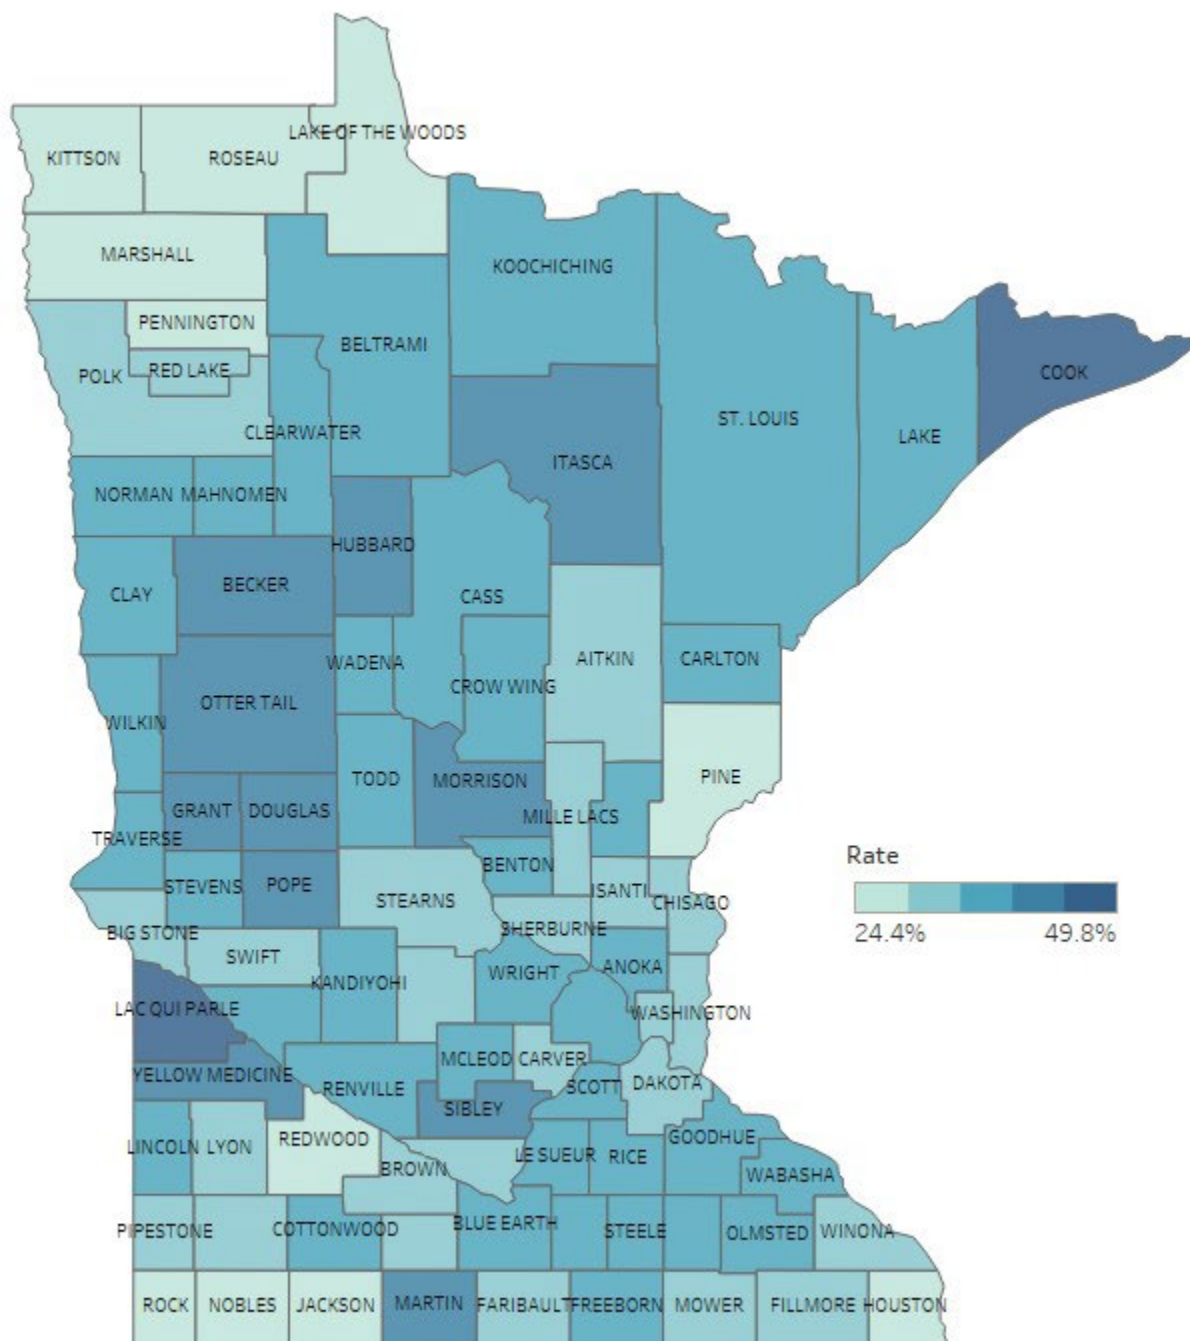 LAKE OF THE WOODS
KITTSON
ROSEAU
MARSHALL
KOOCHICHING
PENNINGTON
BELTRAMI
RED LAKE
POLK
COOK
ST. LOUIS
CLEARWATER
LAKE
ITASCA
NORMAN
MAHNOMEN
HUBBARD
BECKER
CLAY
CASS
AITKIN
CARLTON
WADENA
CROW WING
OTTER TAIL
WILKIN
TODD
MORRISON
PINE
GRANT
DOUGLAS
MILLE LACS
TRAVERSE
Rate
BENTON
STEVENS
POPE
ISANTI
STEARNS
CHISAGO
SHERBURNE
BIG STONE
24.4%
49.8%
SWIFT
ANOKA
WRIGHT
KANDIYOHI
LAC QUI PARLE
WASHINGTON
MCLEOD
CARVER
YELLOW MEDICINE
RENVILLE
SCOTT
DAKOTA
SIBLEY
REDWOOD
GOODHUE
LINCOLN
LYON
LE SUEUR
RICE
BROWN
WABASHA
BLUE EARTH
PIPESTONE
COTTONWOOD
STEELE
OLMSTED
WINONA
ROCK
NOBLES
JACKSON
MARTIN
FARIBAULT
FREEBORN
MOWER
FILLMORE
HOUSTON